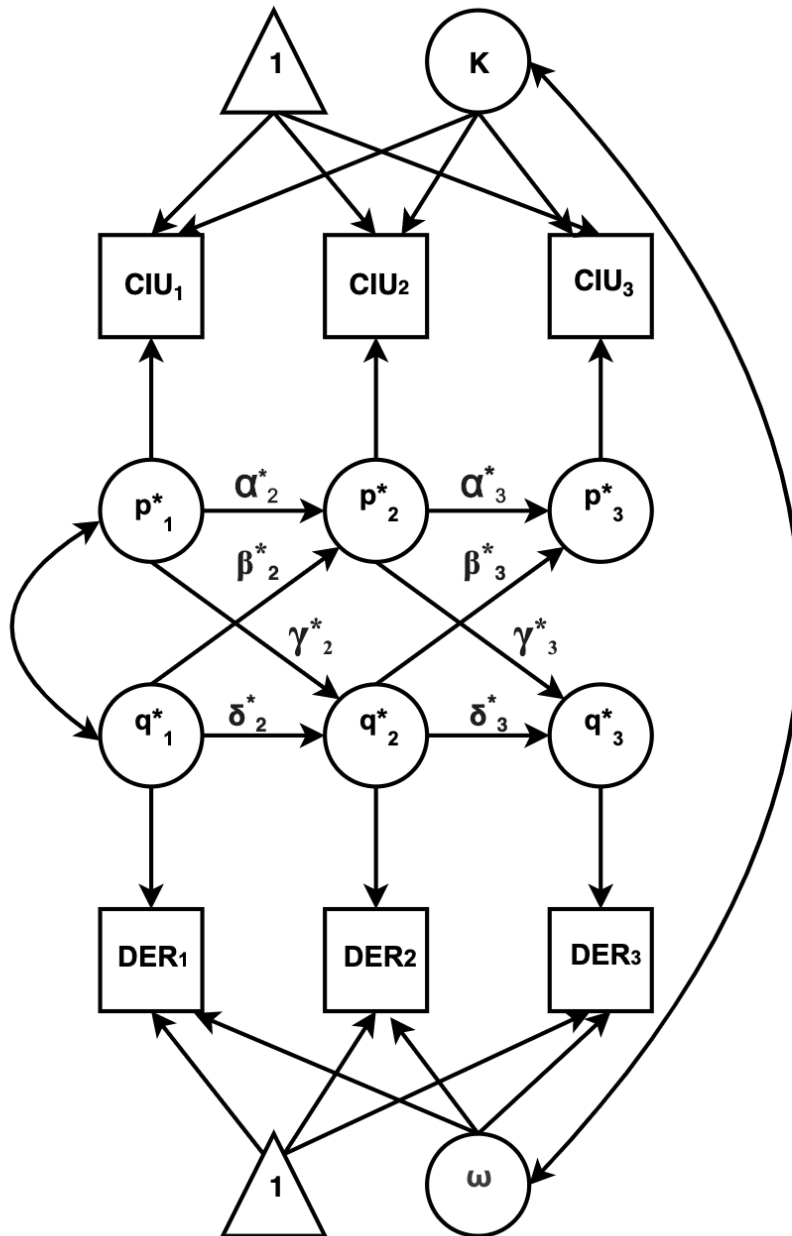 1 K
CIU₁ CIU₂ CIU₃
α*₂ α*₃
p*₁ p*₂ p*₃
β*₂ β*₃
γ*₂ γ*₃
δ*₂ δ*₃
q*₁ q*₂ q*₃
DER₁ DER₂ DER₃
1 ω